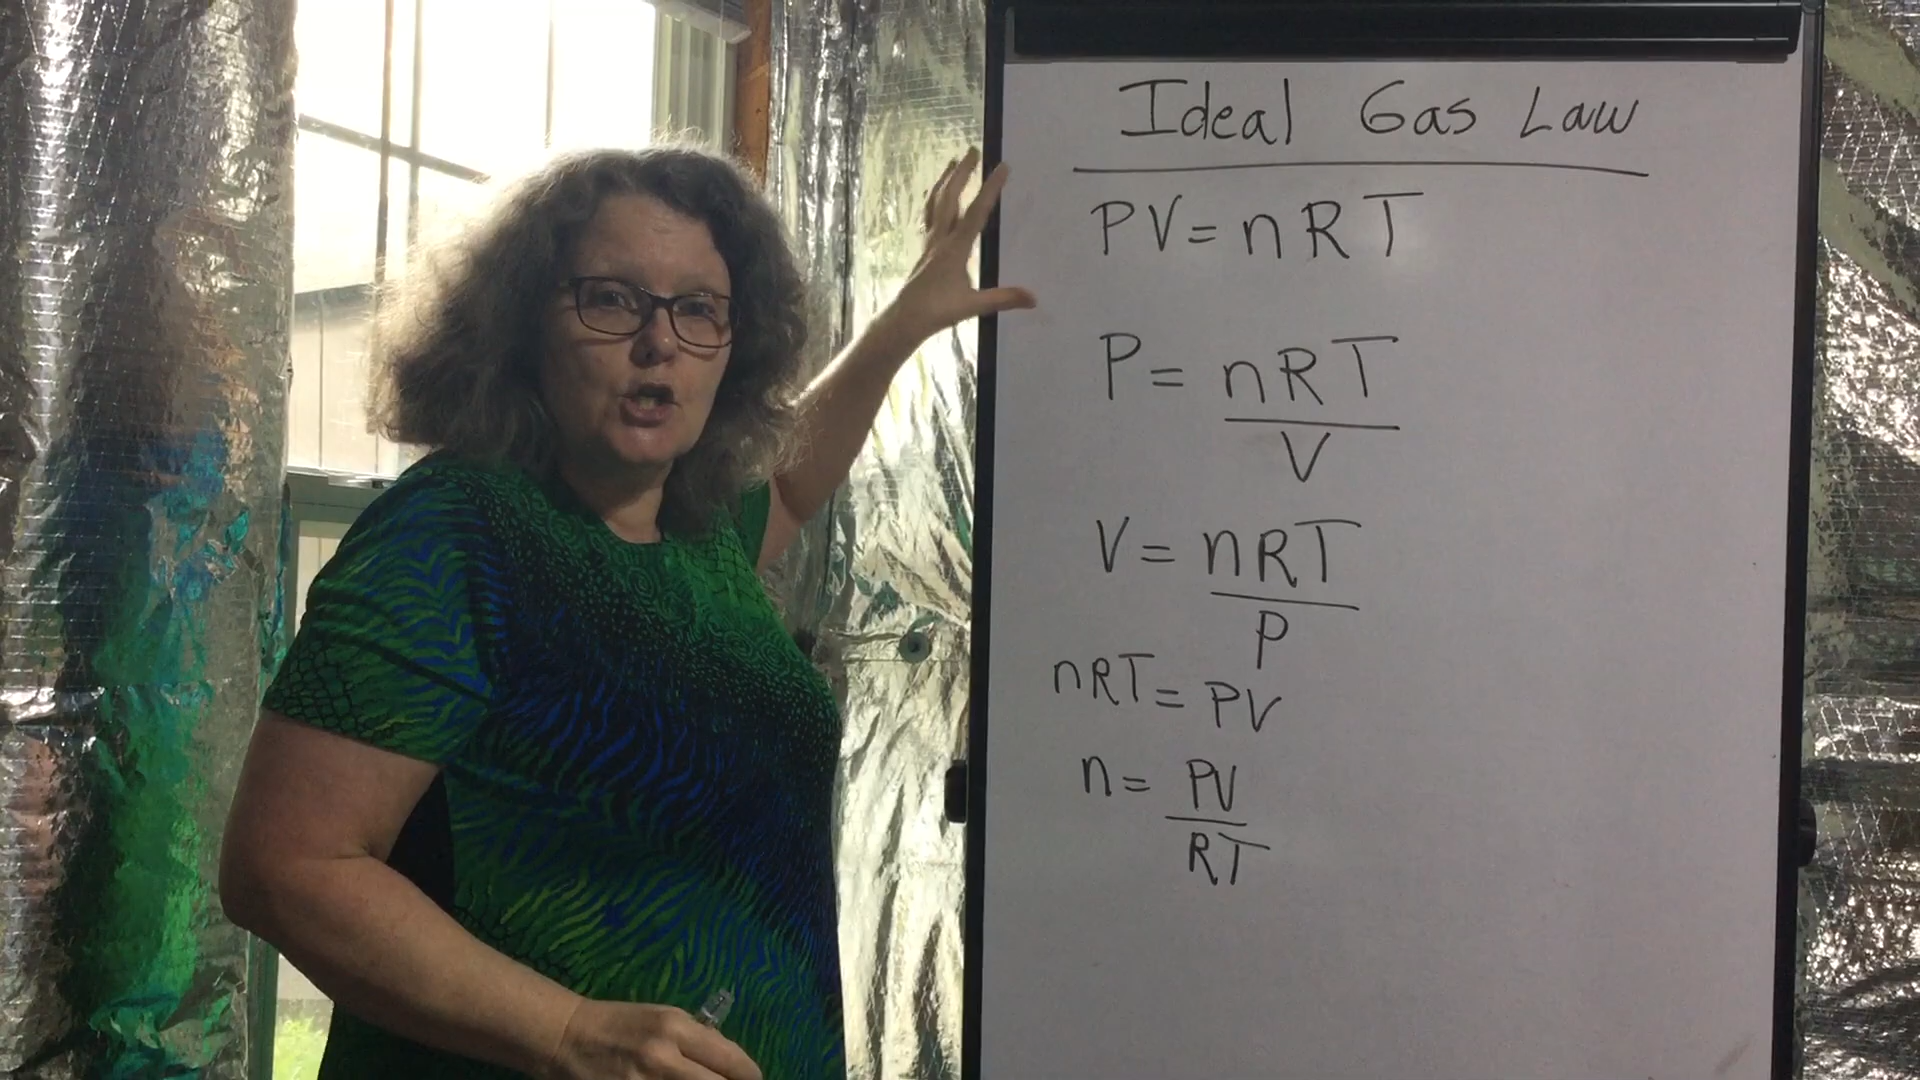 Ideal Gas Law
PV = nRT
P = nRT
V
V = nRT
P
nRT = PV
n = PV
RT